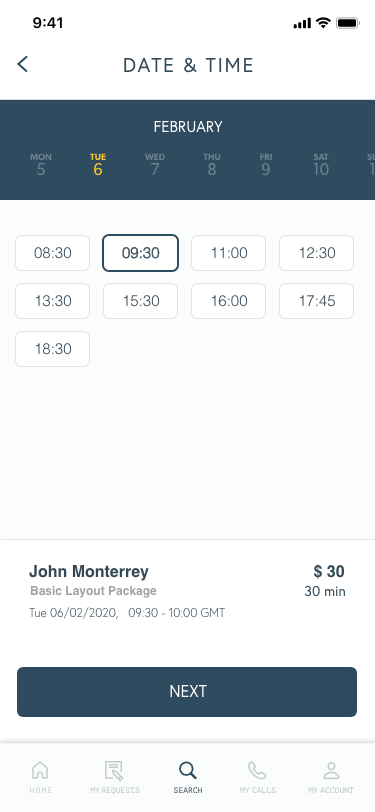 9:41
DATE & TIME
FEBRUARY
MON TUE WED THU FRI SAT
5 6 7 8 9 10
08:30 09:30 11:00 12:30
13:30 15:30 16:00 17:45
18:30
John Monterrey $ 30
Basic Layout Package 30 min
Tue 06/02/2020, 09:30 - 10:00 GMT
NEXT
HOME MY REQUESTS SEARCH MY CALLS MY ACCOUNT